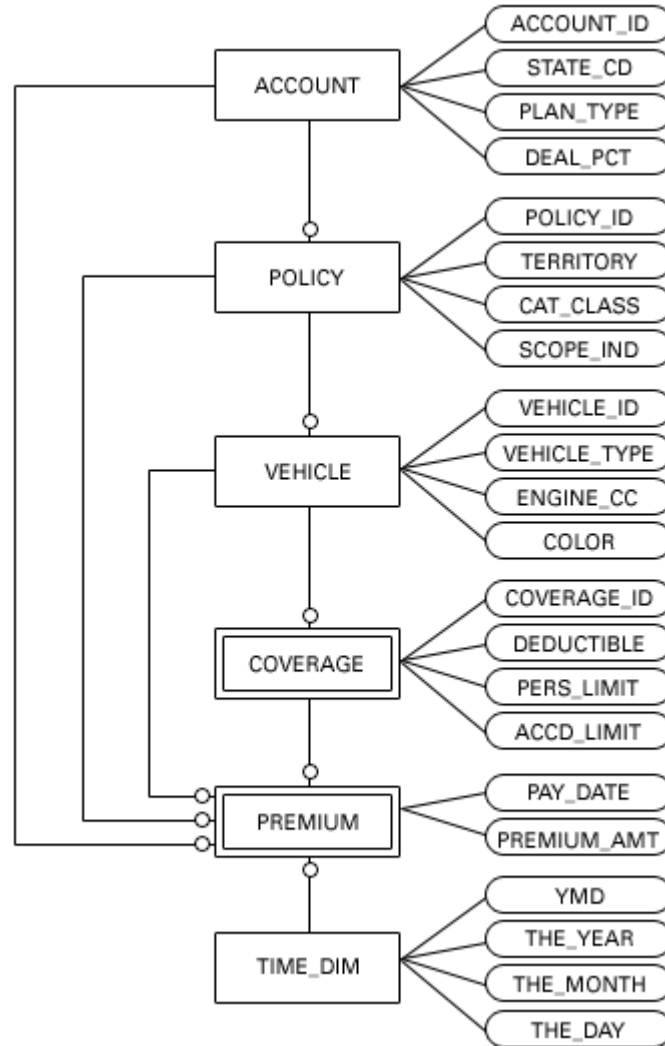 ACCOUNT
ACCOUNT_ID
STATE_CD
PLAN_TYPE
DEAL_PCT
POLICY
POLICY_ID
TERRITORY
CAT_CLASS
SCOPE_IND
VEHICLE
VEHICLE_ID
VEHICLE_TYPE
ENGINE_CC
COLOR
COVERAGE
COVERAGE_ID
DEDUCTIBLE
PERS_LIMIT
ACCD_LIMIT
PREMIUM
PAY_DATE
PREMIUM_AMT
TIME_DIM
YMD
THE_YEAR
THE_MONTH
THE_DAY